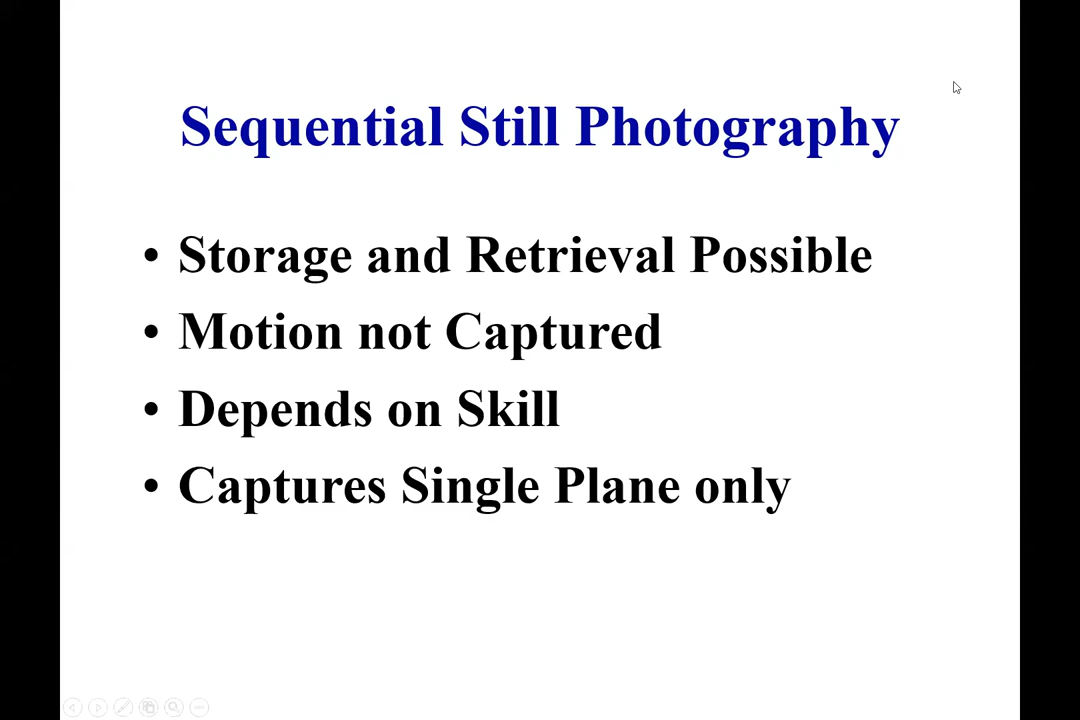 Sequential Still Photography
• Storage and Retrieval Possible
• Motion not Captured
• Depends on Skill
• Captures Single Plane only